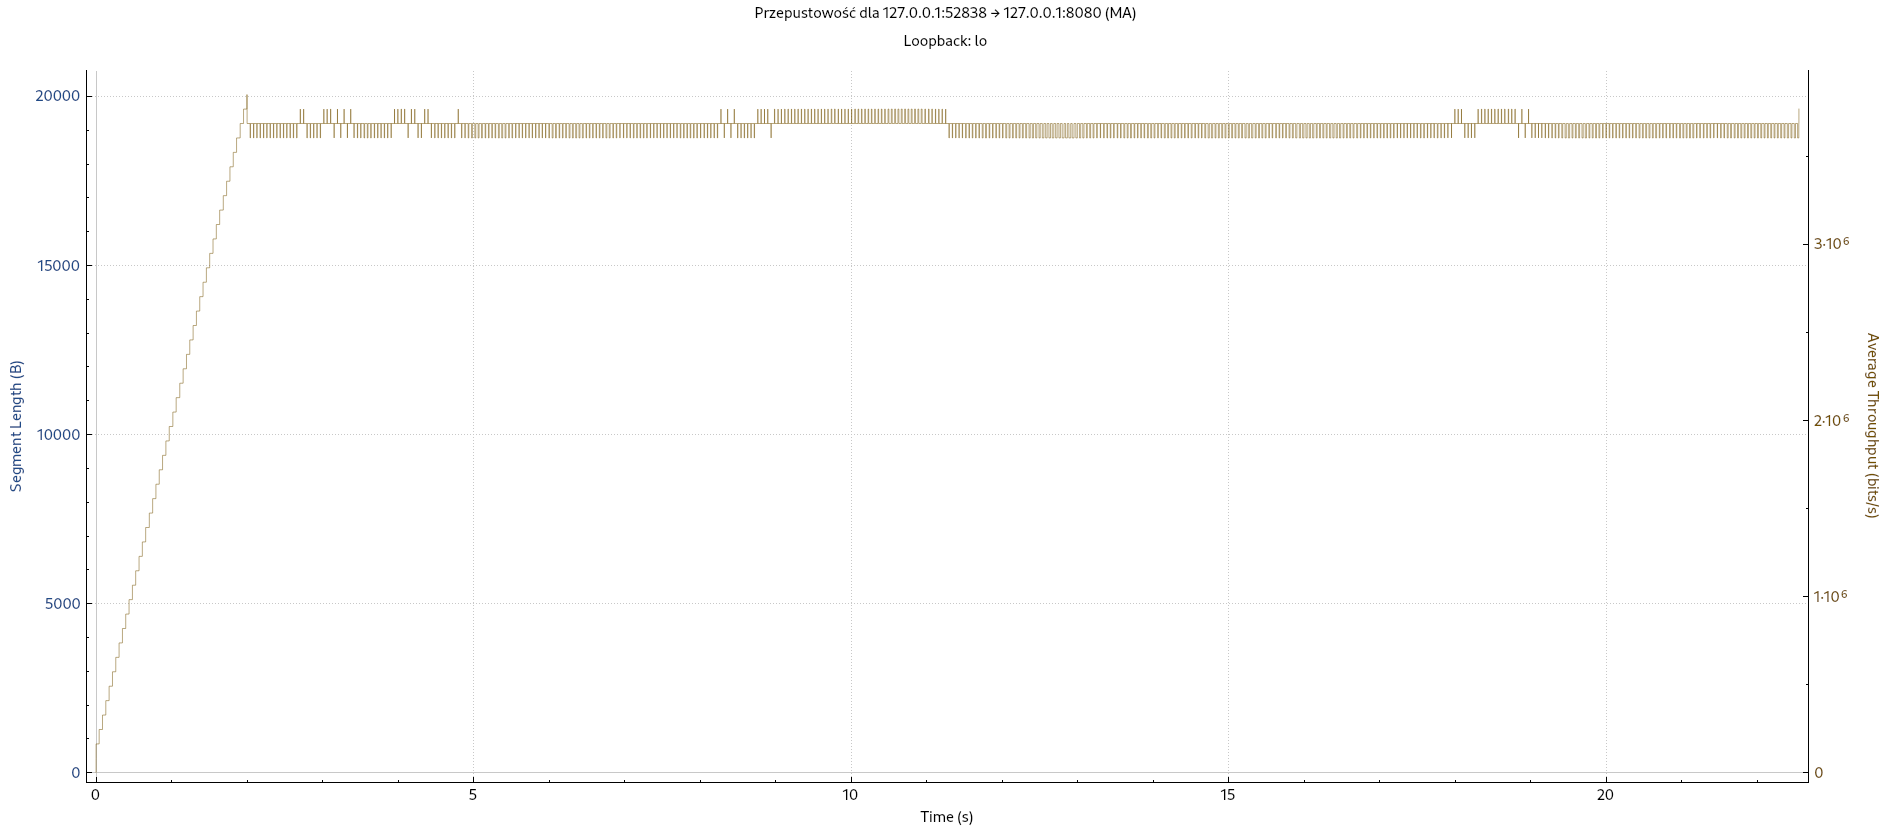 Przepustowość dla 127.0.0.1:52838 → 127.0.0.1:8080 (MA)
Loopback: lo
20000
15000
10000
5000
0
Segment Length (B)
3·10⁶
2·10⁶
1·10⁶
0
Average Throughput (bits/s)
0 5 10 15 20
Time (s)